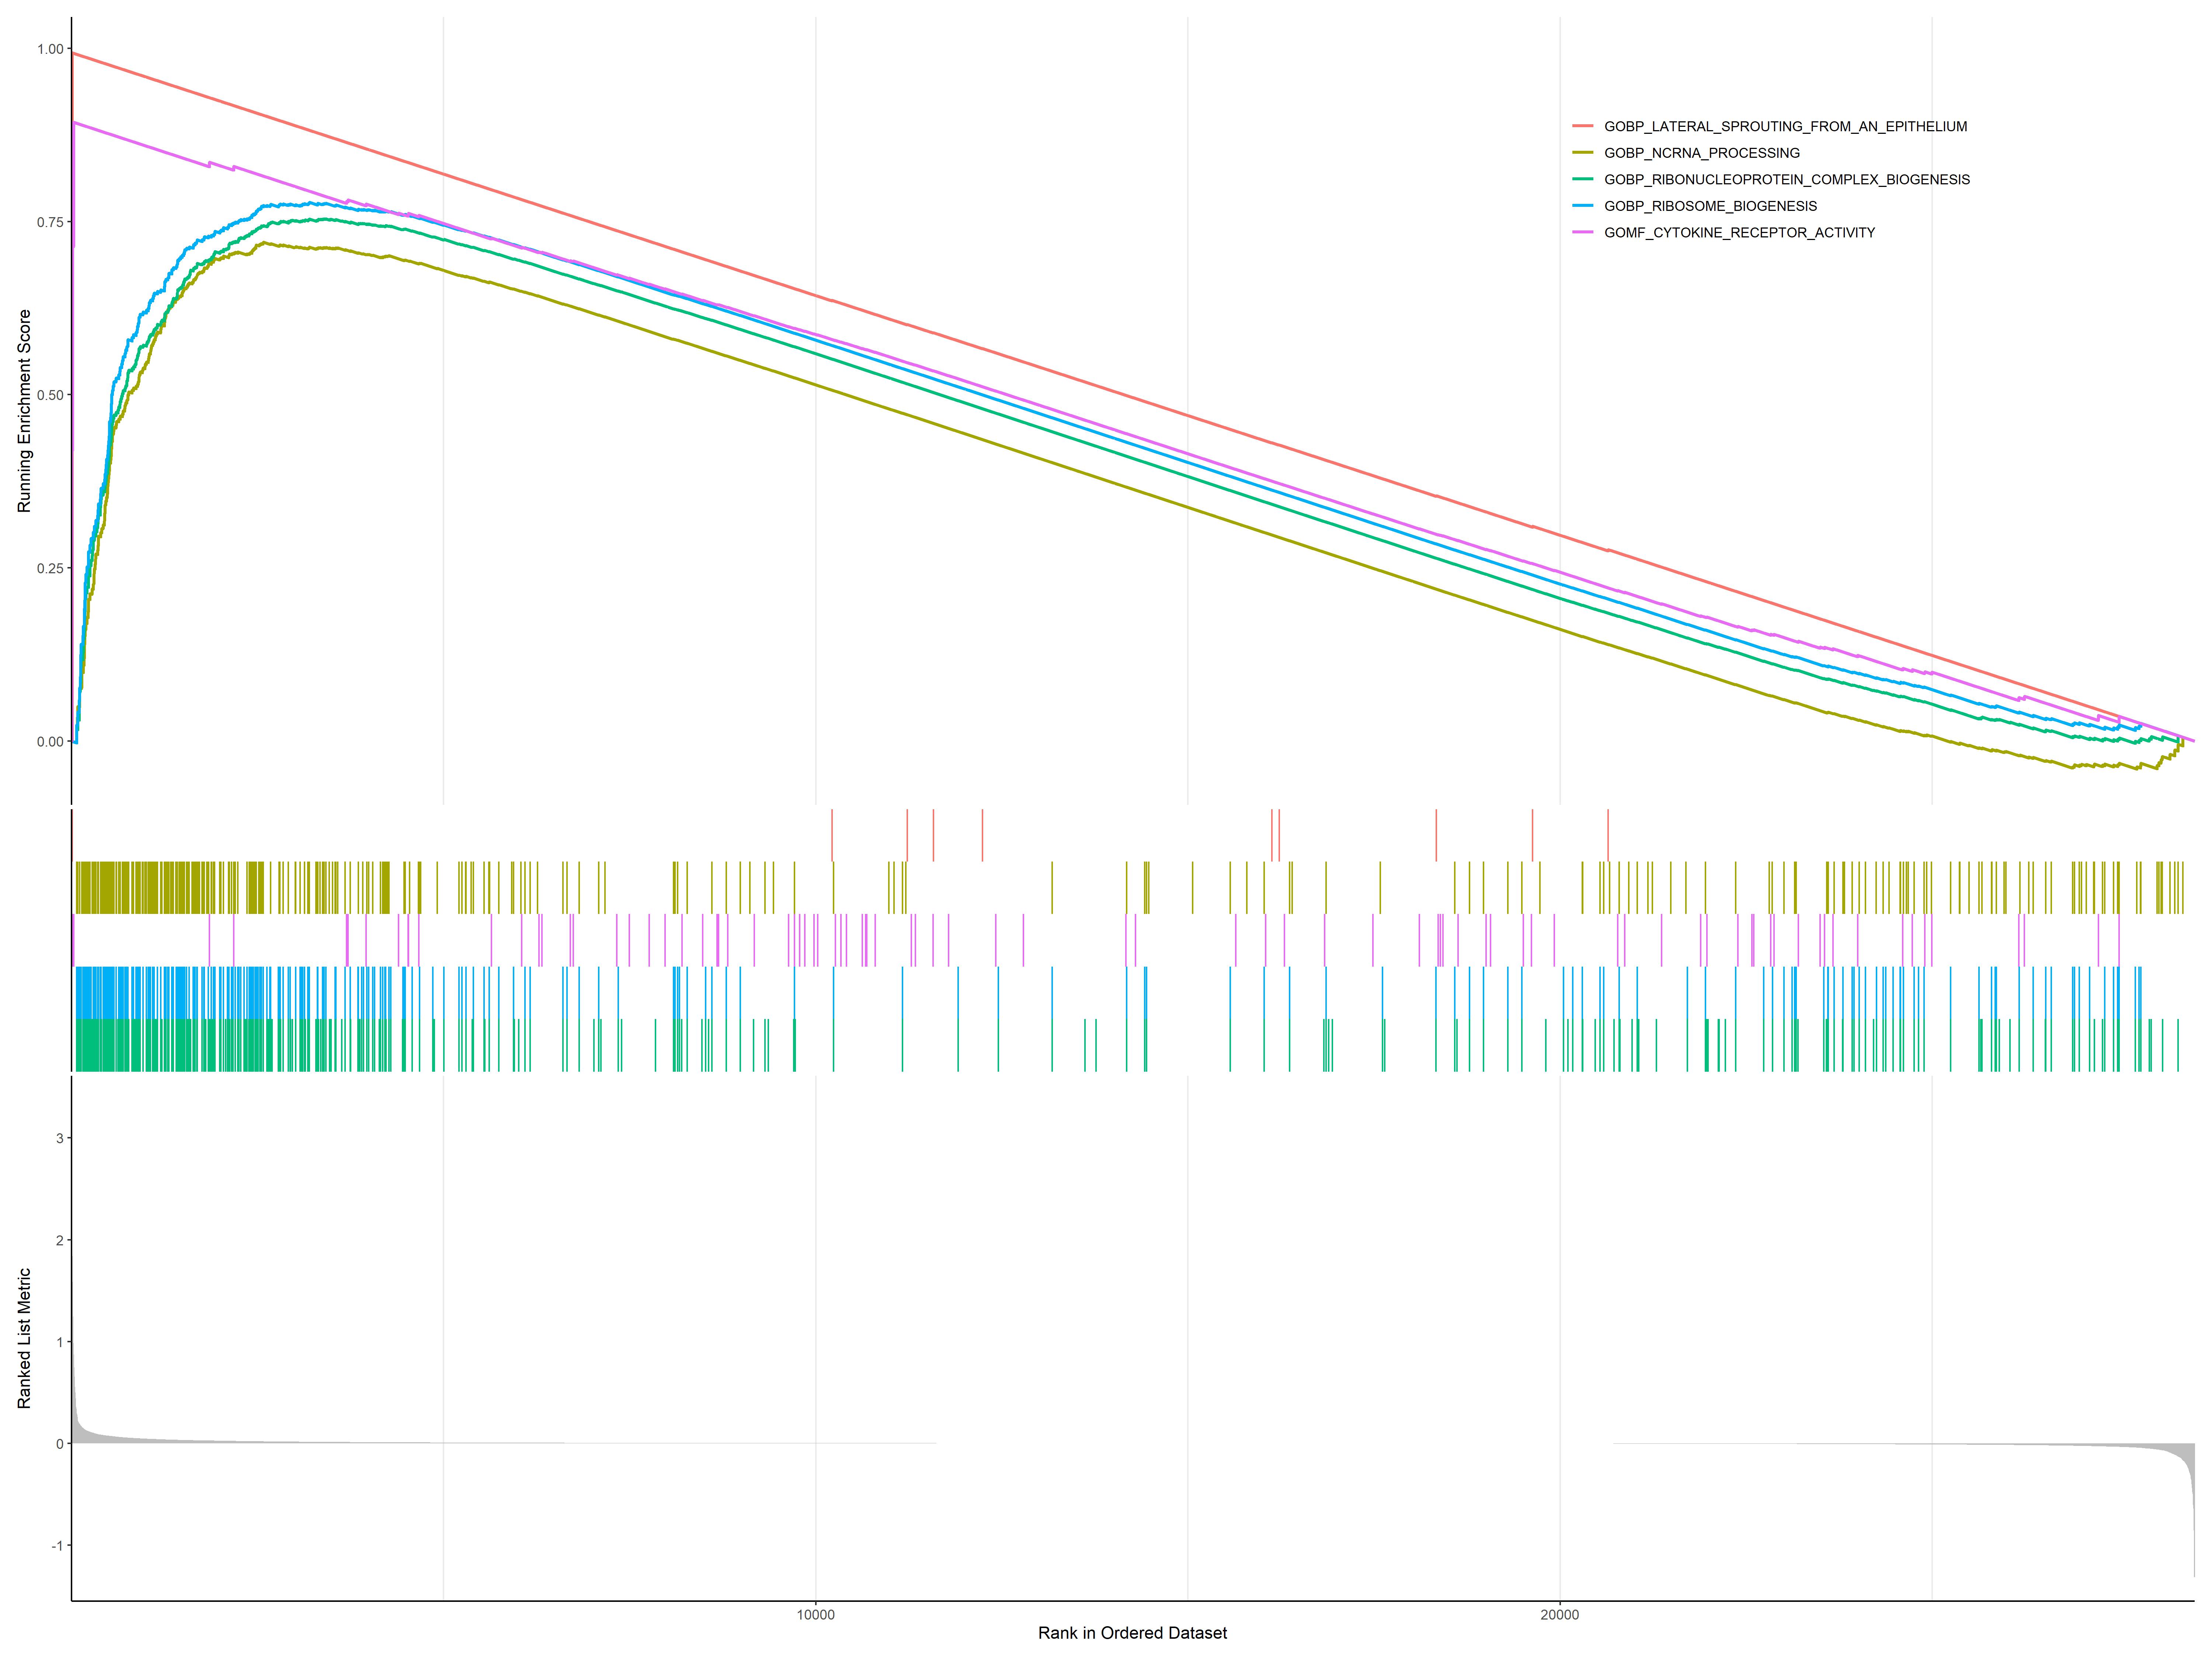 1.00
0.75
0.50
0.25
0.00
Running Enrichment Score
GOBP_LATERAL_SPROUTING_FROM_AN_EPITHELIUM
GOBP_NCRNA_PROCESSING
GOBP_RIBONUCLEOPROTEIN_COMPLEX_BIOGENESIS
GOBP_RIBOSOME_BIOGENESIS
GOMF_CYTOKINE_RECEPTOR_ACTIVITY
3
2
1
0
-1
Ranked List Metric
10000
20000
Rank in Ordered Dataset